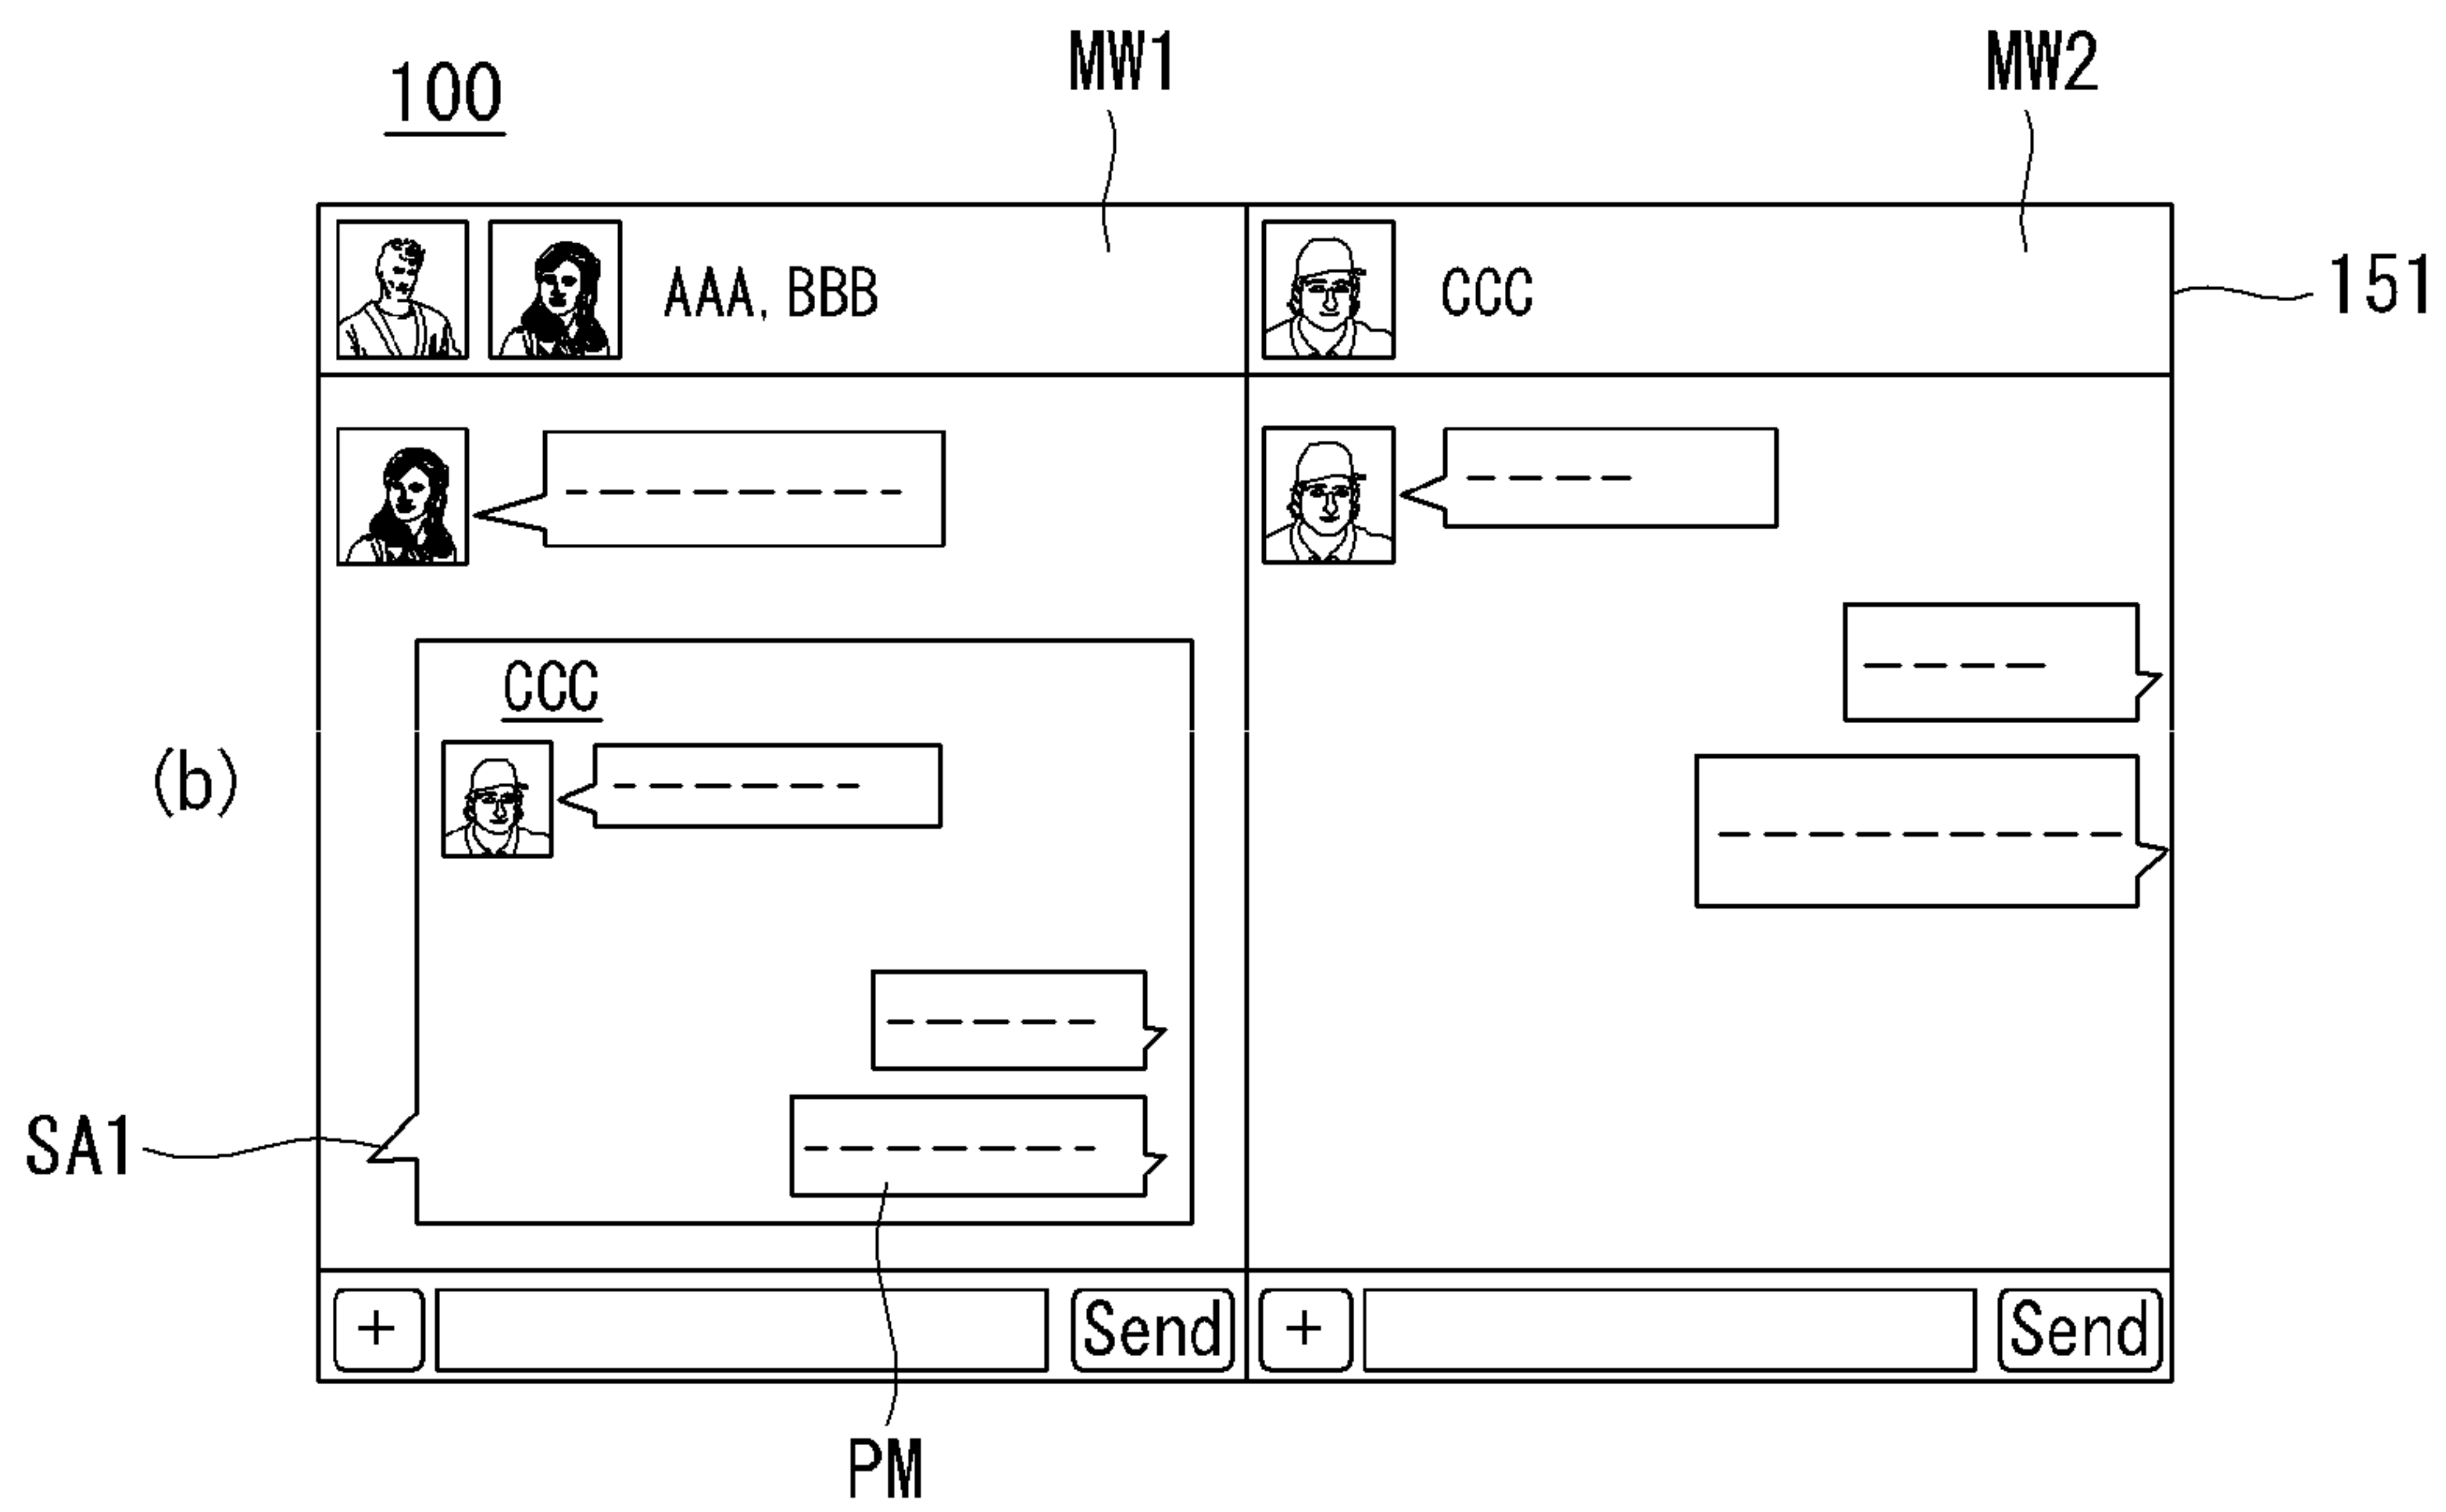 100
MW1
MW2
AAA, BBB
CCC
151
CCC
(b)
SA1
+
Send
+
Send
PM